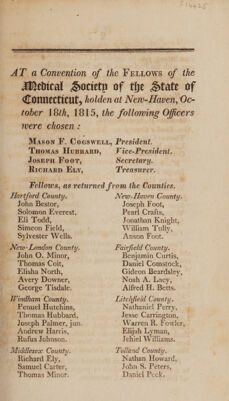 AT a Convention of the FELLOWS of the
Medical Society of the State of
Connecticut, holden at New-Haven, Oc-
tober 18th, 1815, the following Officers
were chosen :
MASON F. COGSWELL, President.
THOMAS HUBBARD, Vice-President.
JOSEPH FOOT, Secretary.
RICHARD ELY, Treasurer.
Fellows, as returned from the Counties.
Hartford County.
John Bestor,
Solomon Everest,
Eli Todd,
Simeon Field,
Sylvester Wells.
New-Haven County.
Joseph Foot,
Pearl Crafts,
Jonathan Knight,
William Tully,
Anson Foot.
New-London County.
John O. Minor,
Thomas Coit,
Elisha North,
Avery Downer,
George Tisdale.
Fairfield County.
Benjamin Curtis,
Daniel Comstock,
Gideon Beardsley,
Noah A. Lacy,
Alfred H. Betts.
Windham County.
Penuel Hutchins,
Thomas Hubbard,
Joseph Palmer, jun.
Andrew Harris,
Rufus Johnson.
Litchfield County.
Nathaniel Perry,
Jesse Carrington,
Warren R. Fowler,
Elijah Lyman,
Jehiel Williams.
Middlesex County.
Richard Ely,
Samuel Carter,
Thomas Minor.
Tolland County.
Nathan Howard,
John S. Peters,
Daniel Peck.